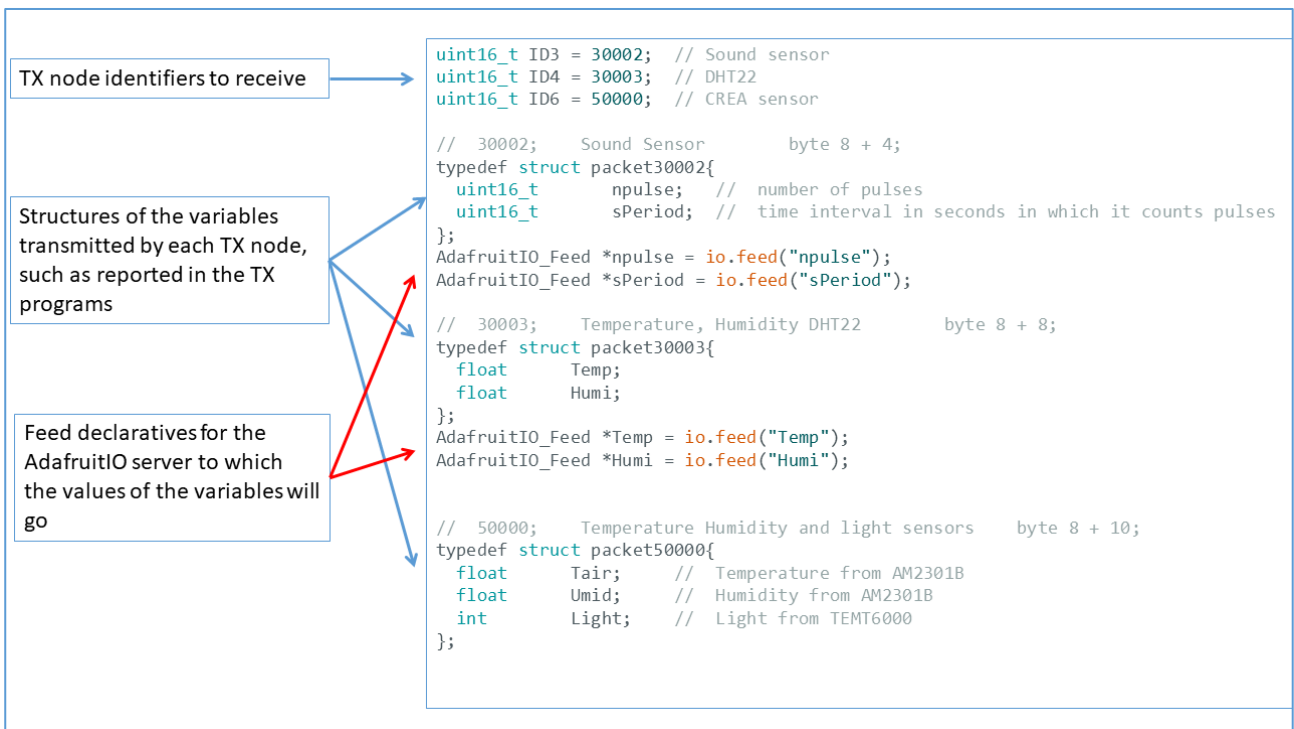 TX node identifiers to receive
Structures of the variables
transmitted by each TX node,
such as reported in the TX
programs
Feed declaratives for the
AdafruitIO server to which
the values of the variables will
go
uint16_t ID3 = 30002;  // Sound sensor
uint16_t ID4 = 30003;  // DHT22
uint16_t ID6 = 50000;  // CREA sensor
//  30002;    Sound Sensor        byte 8 + 4;
typedef struct packet30002{
  uint16_t       npulse;   //  number of pulses
  uint16_t       sPeriod;  //  time interval in seconds in which it counts pulses
};
AdafruitIO_Feed *npulse = io.feed("npulse");
AdafruitIO_Feed *sPeriod = io.feed("sPeriod");
//  30003;    Temperature, Humidity DHT22        byte 8 + 8;
typedef struct packet30003{
  float      Temp;
  float      Humi;
};
AdafruitIO_Feed *Temp = io.feed("Temp");
AdafruitIO_Feed *Humi = io.feed("Humi");
//  50000;    Temperature Humidity and light sensors    byte 8 + 10;
typedef struct packet50000{
  float      Tair;     //  Temperature from AM2301B
  float      Umid;     //  Humidity from AM2301B
  int        Light;    //  Light from TEMT6000
};